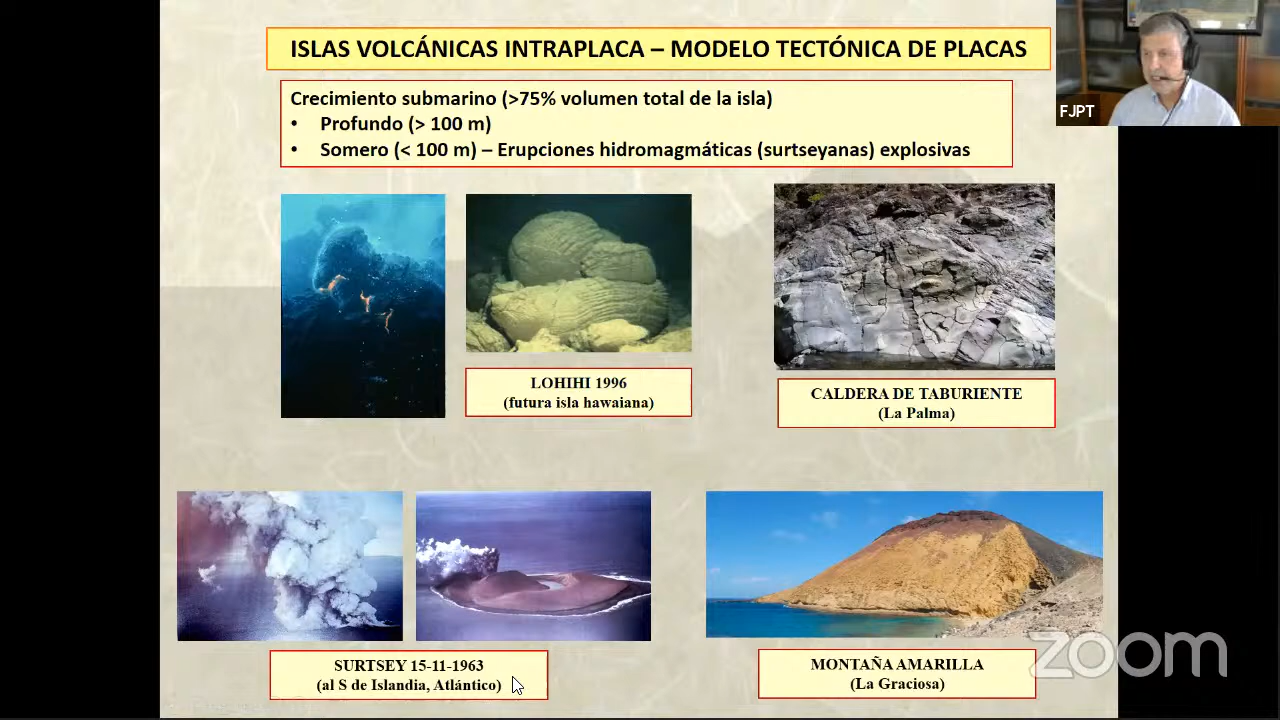 ISLAS VOLCÁNICAS INTRAPLACA – MODELO TECTÓNICA DE PLACAS
Crecimiento submarino (>75% volumen total de la isla)
• Profundo (> 100 m)
• Somero (< 100 m) – Erupciones hidromagmáticas (surtseyanas) explosivas
FJPT
LOHIHI 1996
(futura isla hawaiana)
CALDERA DE TABURIENTE
(La Palma)
SURTSEY 15-11-1963
(al S de Islandia, Atlántico)
MONTAÑA AMARILLA
(La Graciosa)
zoom